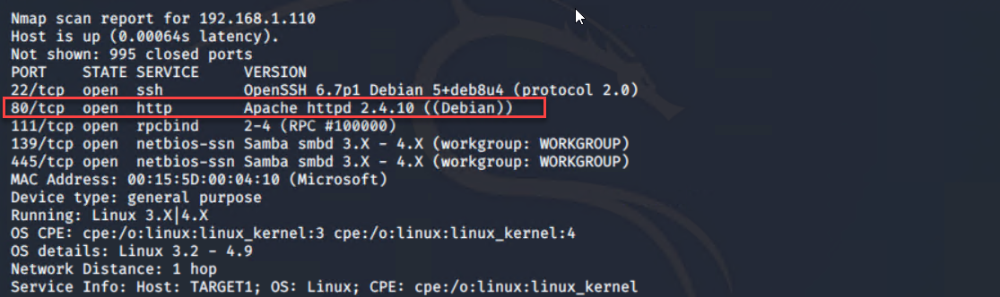 Nmap scan report for 192.168.1.110
Host is up (0.00064s latency).
Not shown: 995 closed ports
PORT    STATE SERVICE     VERSION
22/tcp  open  ssh         OpenSSH 6.7p1 Debian 5+deb8u4 (protocol 2.0)
80/tcp  open  http        Apache httpd 2.4.10 ((Debian))
111/tcp open  rpcbind     2-4 (RPC #100000)
139/tcp open  netbios-ssn Samba smbd 3.X - 4.X (workgroup: WORKGROUP)
445/tcp open  netbios-ssn Samba smbd 3.X - 4.X (workgroup: WORKGROUP)
MAC Address: 00:15:5D:00:04:10 (Microsoft)
Device type: general purpose
Running: Linux 3.X|4.X
OS CPE: cpe:/o:linux:linux_kernel:3 cpe:/o:linux:linux_kernel:4
OS details: Linux 3.2 - 4.9
Network Distance: 1 hop
Service Info: Host: TARGET1; OS: Linux; CPE: cpe:/o:linux:linux_kernel